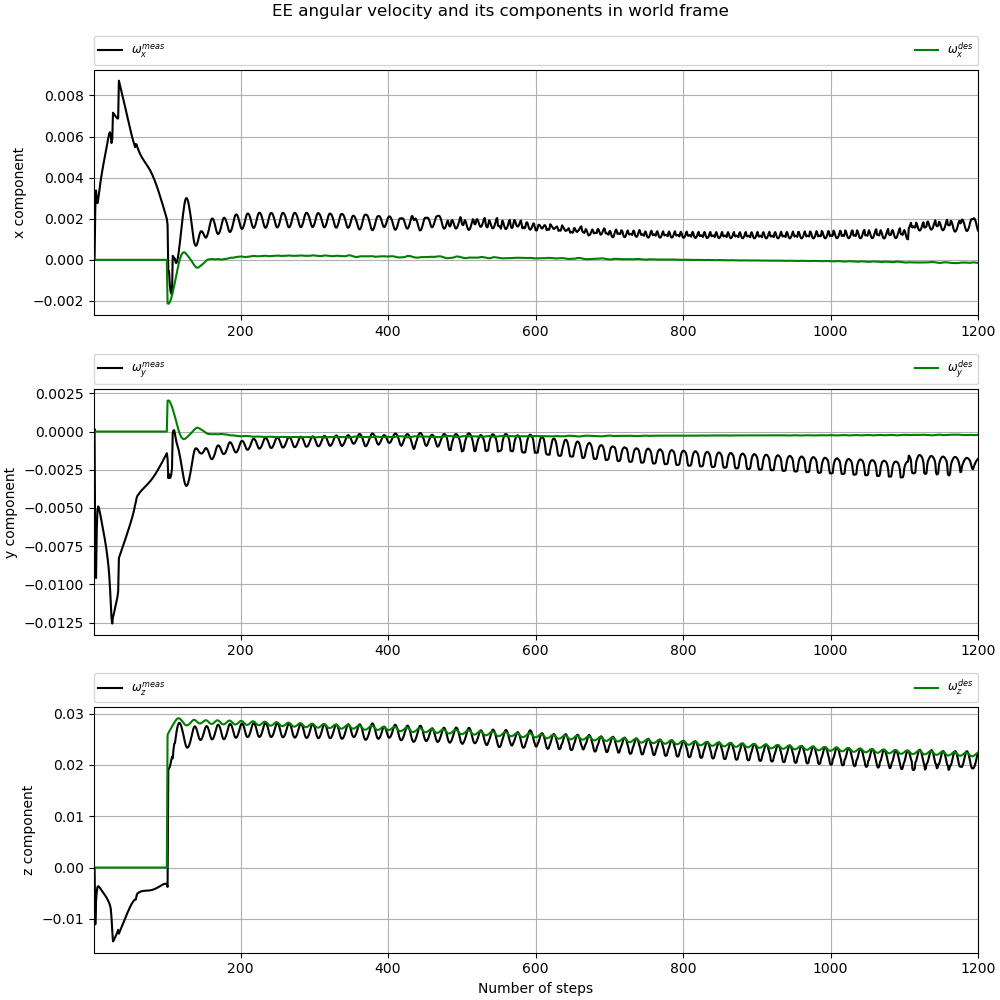 EE angular velocity and its components in world frame
ω_x^meas ω_x^des
0.008
0.006
0.004
0.002
0.000
−0.002
x component
200 400 600 800 1000 1200
ω_y^meas ω_y^des
0.0025
0.0000
−0.0025
−0.0050
−0.0075
−0.0100
−0.0125
y component
200 400 600 800 1000 1200
ω_z^meas ω_z^des
0.03
0.02
0.01
0.00
−0.01
z component
200 400 600 800 1000 1200
Number of steps